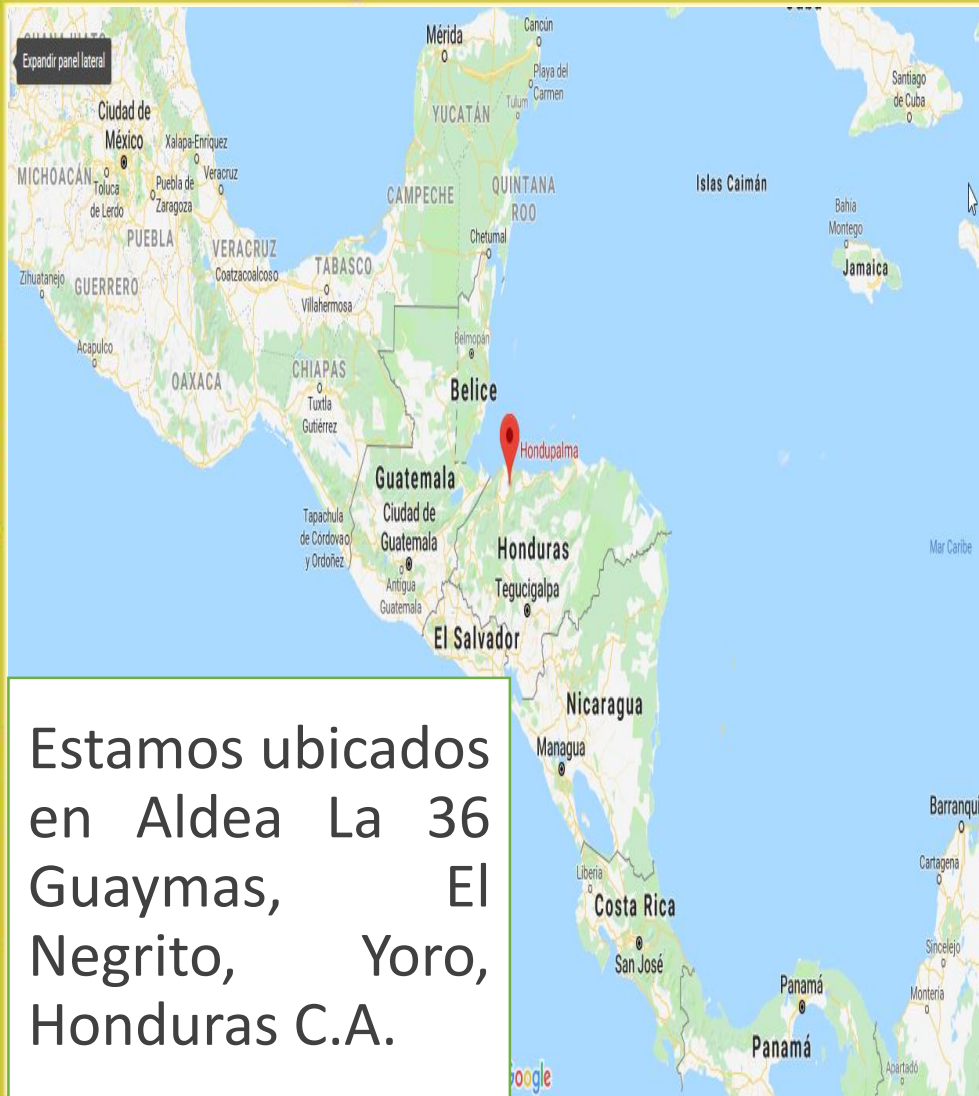 Expandir panel lateral
Mérida
Cancún
Playa del
Carmen
Tulum
YUCATÁN
Santiago
de Cuba
Ciudad de
México
Xalapa-Enríquez
MICHOACÁN
Toluca
de Lerdo
Puebla de
Zaragoza
Veracruz
CAMPECHE
QUINTANA
ROO
Islas Caimán
Bahía
Montego
Jamaica
PUEBLA
VERACRUZ
Coatzacoalcoso
TABASCO
Chetumal
Zihuatanejo
GUERRERO
Villahermosa
Acapulco
OAXACA
CHIAPAS
Tuxtla
Gutiérrez
Belmopán
Belice
Hondupalma
Guatemala
Ciudad de
Guatemala
Tapachula
de Córdova
y Ordoñez
Antigua
Guatemala
Honduras
Tegucigalpa
Mar Caribe
El Salvador
Nicaragua
Managua
Estamos ubicados
en Aldea La 36
Guaymas, El
Negrito, Yoro,
Honduras C.A.
Liberia
Costa Rica
San José
Barranqui
Cartagena
Sincelejo
Montería
Panamá
Panamá
Apartadó
oogle